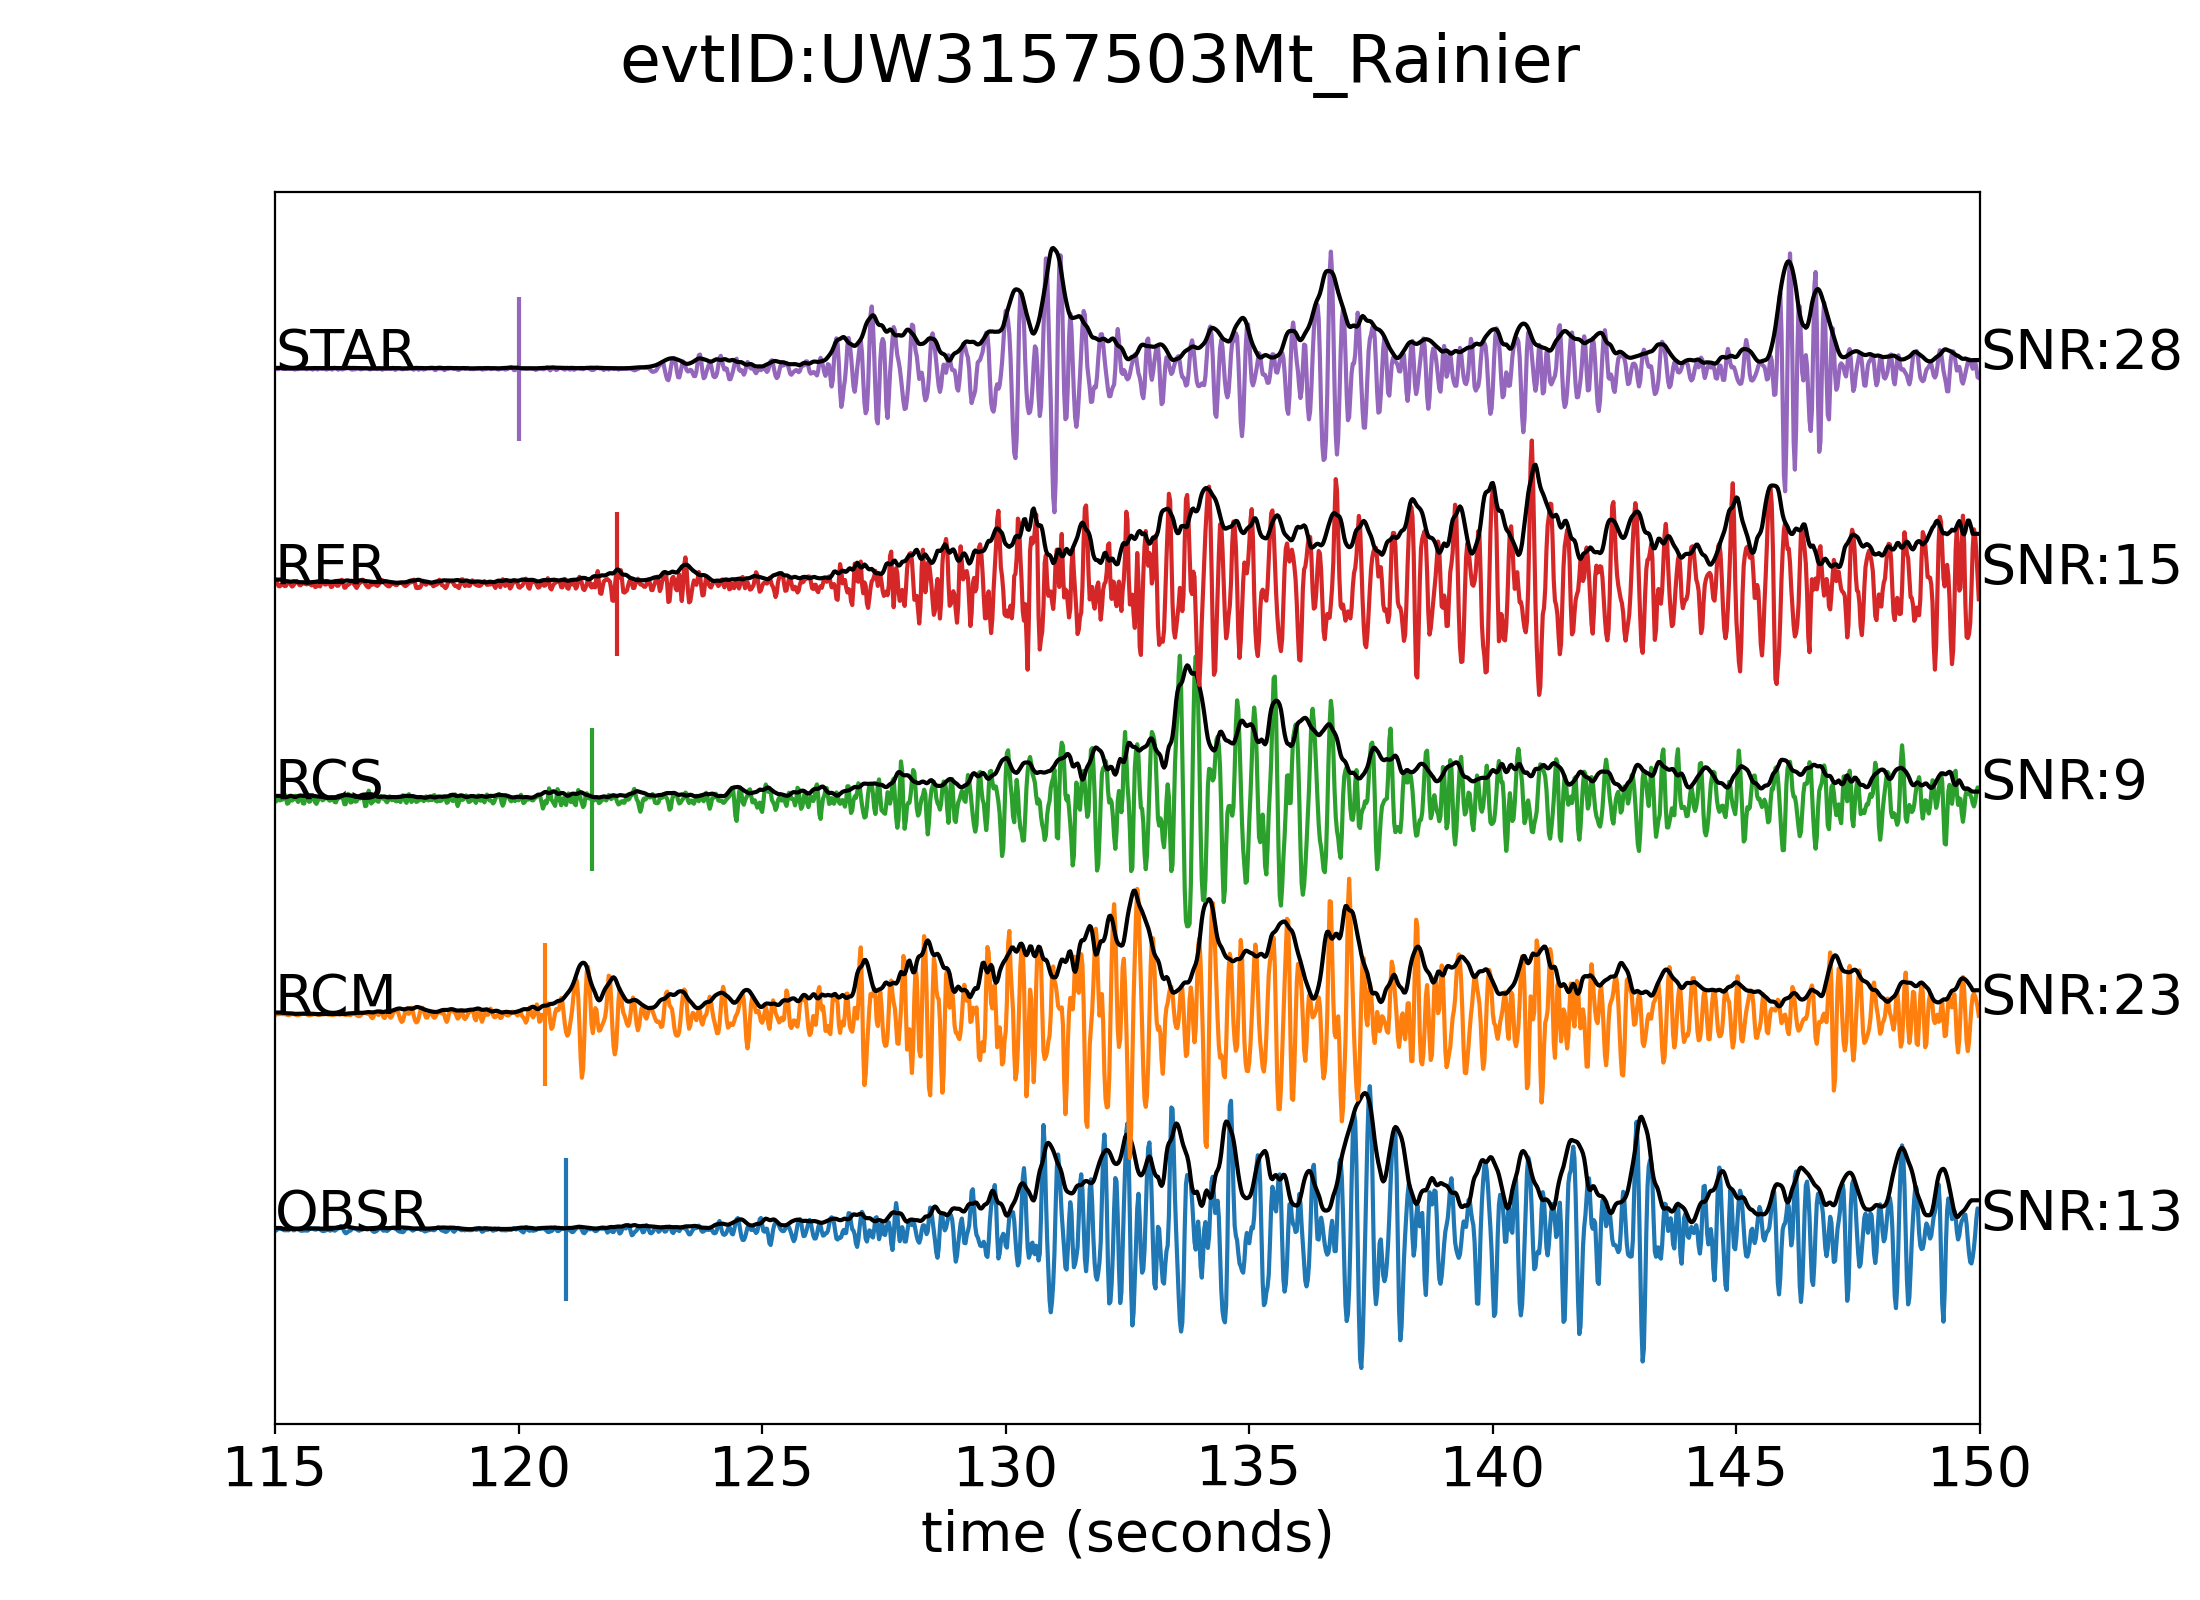 evtID:UW3157503Mt_Rainier
STAR SNR:28
RER SNR:15
RCS SNR:9
RCM SNR:23
OBSR SNR:13
115 120 125 130 135 140 145 150
time (seconds)